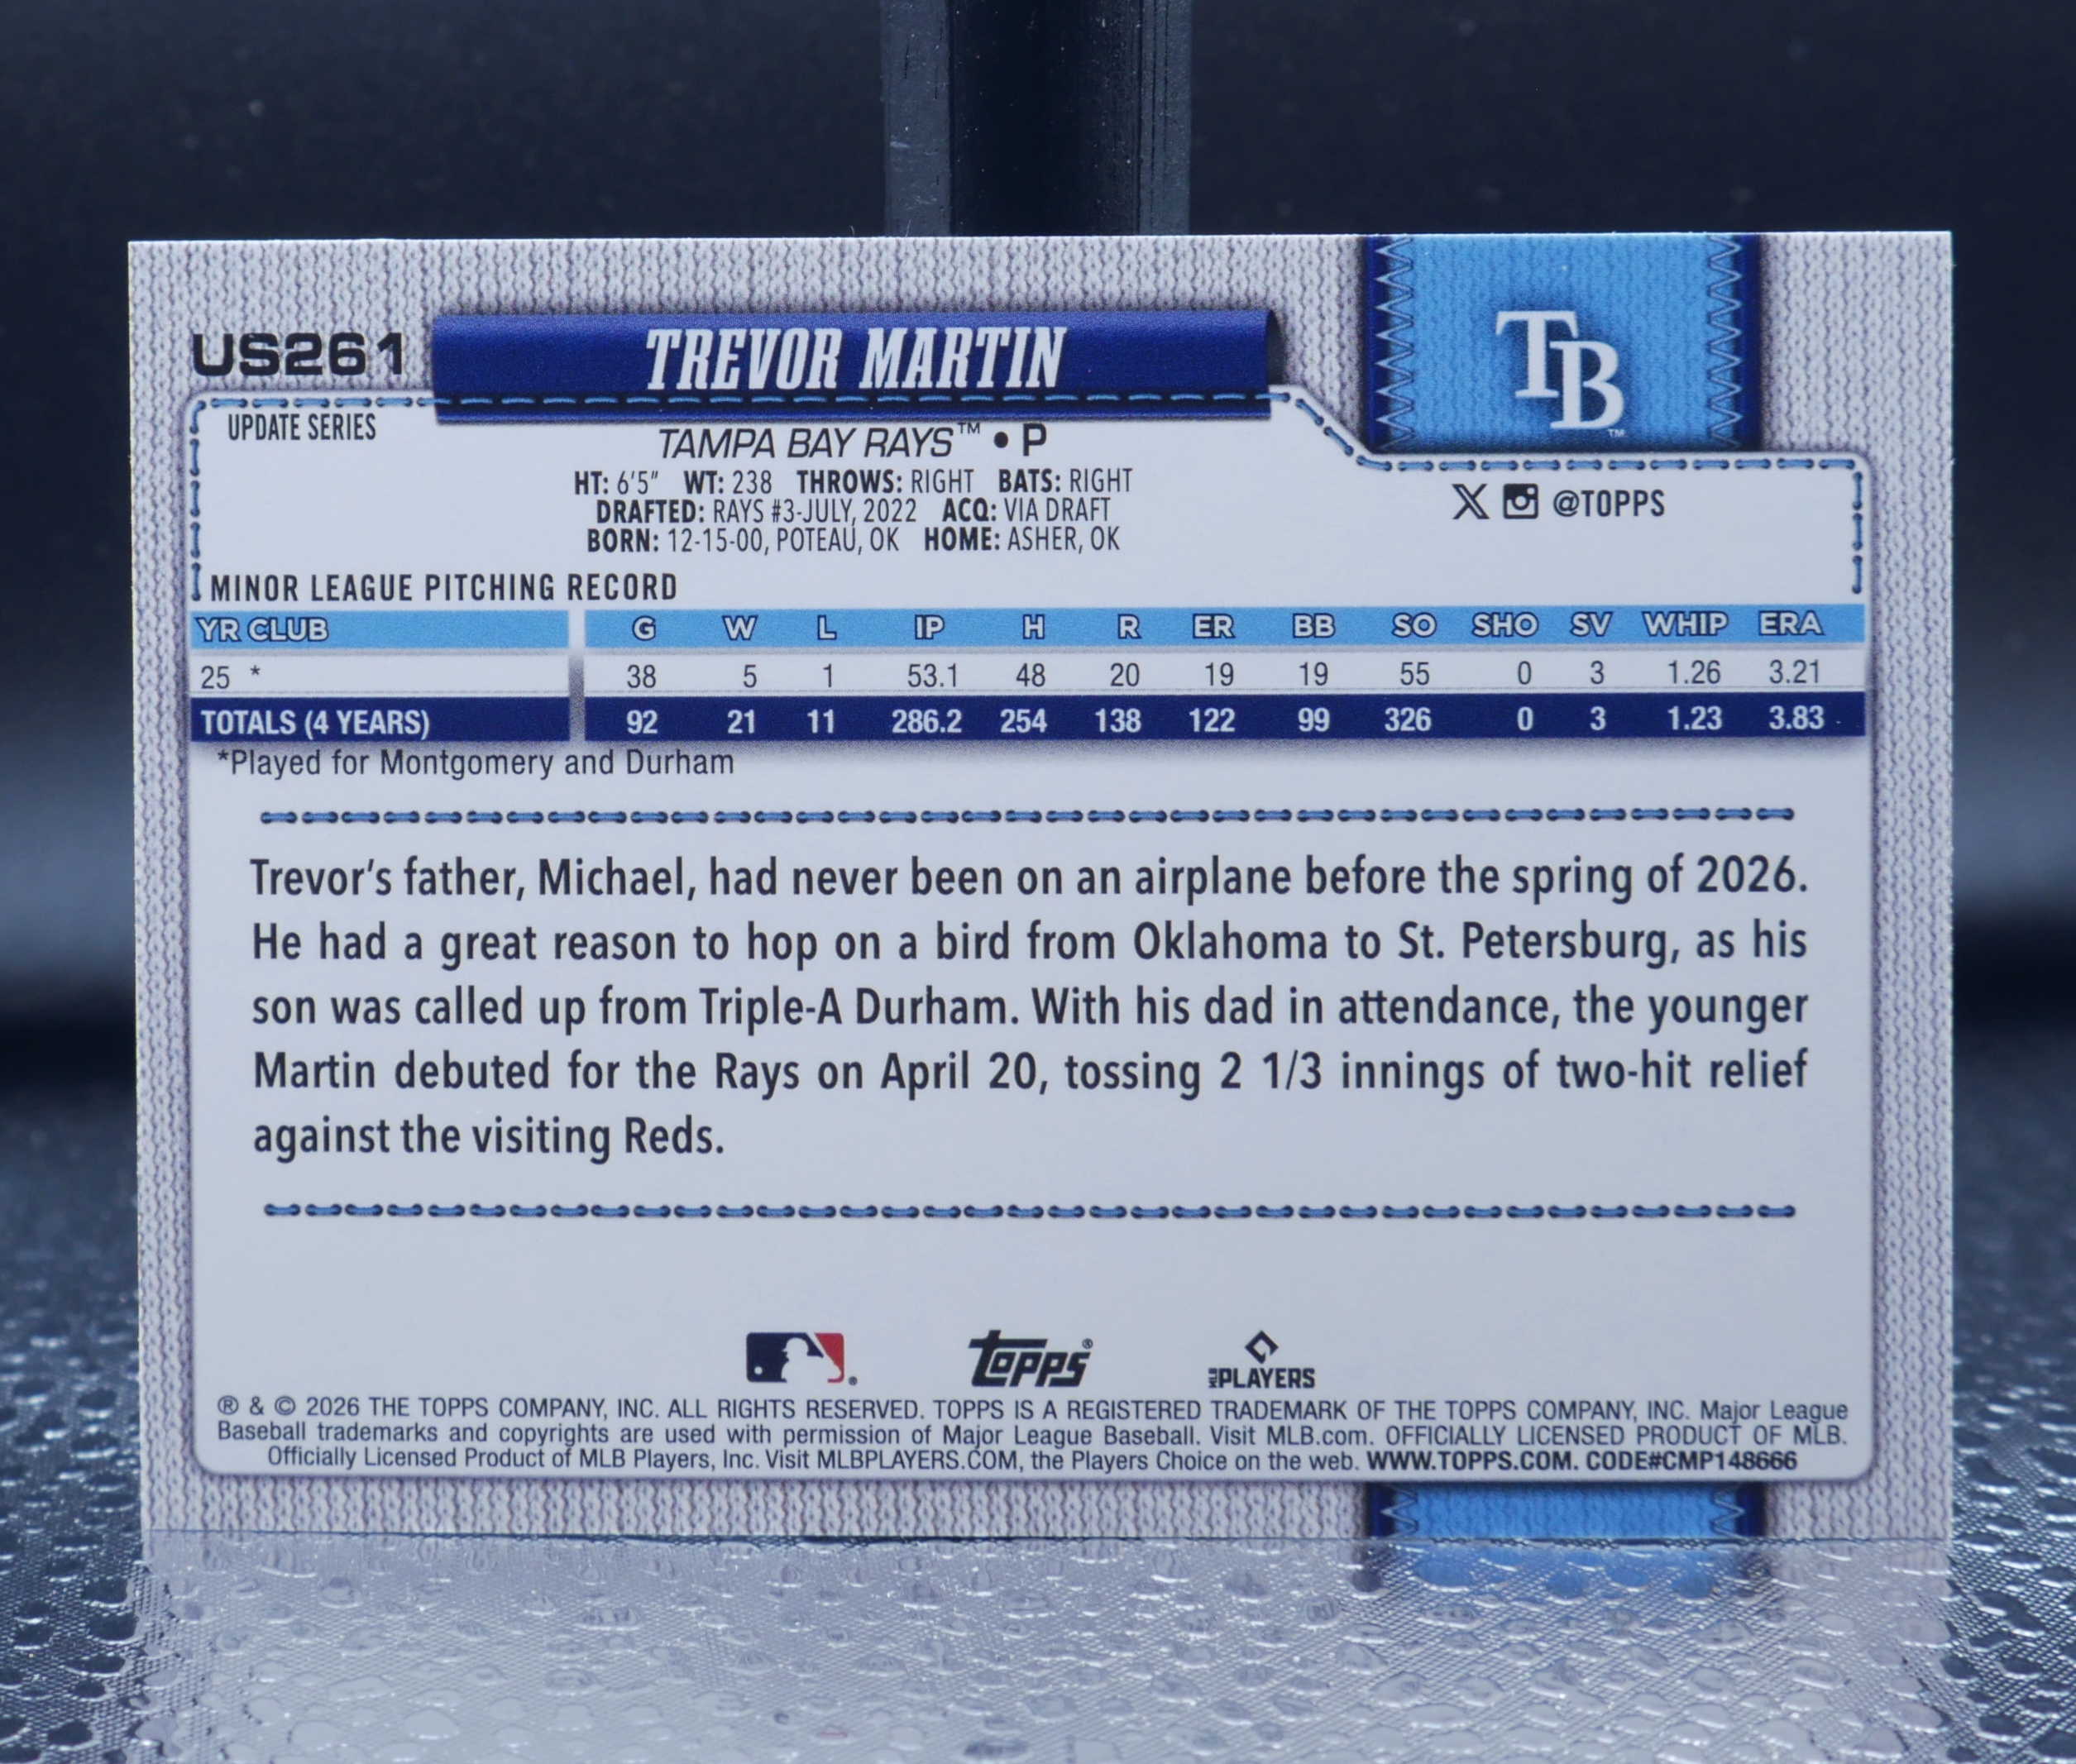 US261
TREVOR MARTIN
TB™
UPDATE SERIES
TAMPA BAY RAYS™ • P
HT: 6'5" WT: 238 THROWS: RIGHT BATS: RIGHT
DRAFTED: RAYS #3-JULY, 2022 ACQ: VIA DRAFT
BORN: 12-15-00, POTEAU, OK HOME: ASHER, OK
@TOPPS
MINOR LEAGUE PITCHING RECORD
YR CLUB G W L IP H R ER BB SO SHO SV WHIP ERA
25 * 38 5 1 53.1 48 20 19 19 55 0 3 1.26 3.21
TOTALS (4 YEARS) 92 21 11 286.2 254 138 122 99 326 0 3 1.23 3.83
*Played for Montgomery and Durham
Trevor's father, Michael, had never been on an airplane before the spring of 2026.
He had a great reason to hop on a bird from Oklahoma to St. Petersburg, as his
son was called up from Triple-A Durham. With his dad in attendance, the younger
Martin debuted for the Rays on April 20, tossing 2 1/3 innings of two-hit relief
against the visiting Reds.
topps® MLB PLAYERS
® & © 2026 THE TOPPS COMPANY, INC. ALL RIGHTS RESERVED. TOPPS IS A REGISTERED TRADEMARK OF THE TOPPS COMPANY, INC. Major League
Baseball trademarks and copyrights are used with permission of Major League Baseball. Visit MLB.com. OFFICIALLY LICENSED PRODUCT OF MLB.
Officially Licensed Product of MLB Players, Inc. Visit MLBPLAYERS.COM, the Players Choice on the web. WWW.TOPPS.COM. CODE#CMP148666